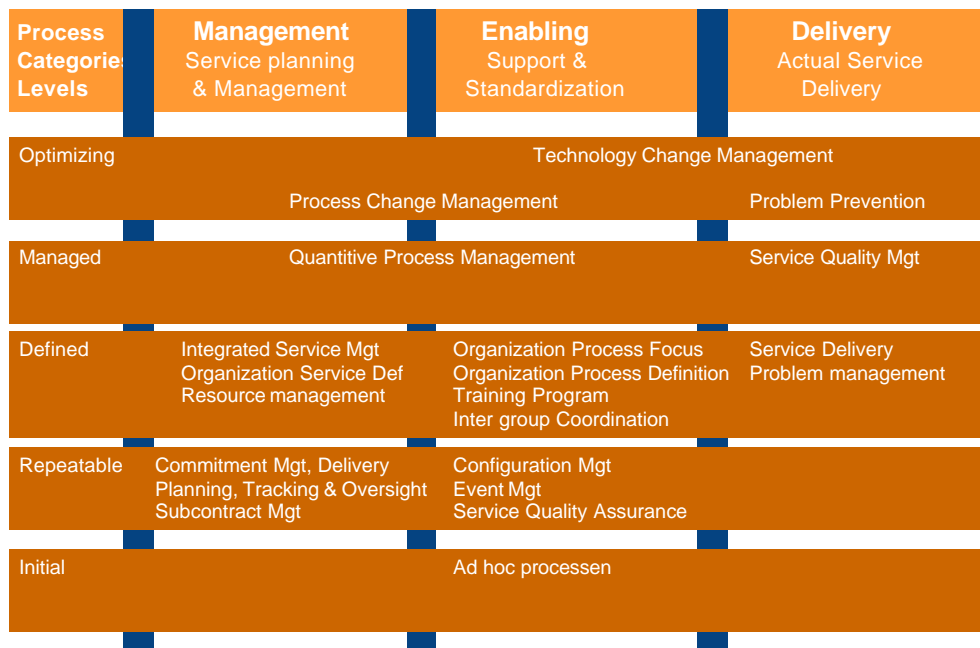 Process
Categories
Levels
Management
Service planning
& Management
Enabling
Support &
Standardization
Delivery
Actual Service
Delivery
Optimizing
Technology Change Management
Process Change Management
Problem Prevention
Managed
Quantitive Process Management
Service Quality Mgt
Defined
Integrated Service Mgt
Organization Service Def
Resource management
Organization Process Focus
Organization Process Definition
Training Program
Inter group Coordination
Service Delivery
Problem management
Repeatable
Commitment Mgt, Delivery
Planning, Tracking & Oversight
Subcontract Mgt
Configuration Mgt
Event Mgt
Service Quality Assurance
Initial
Ad hoc processen